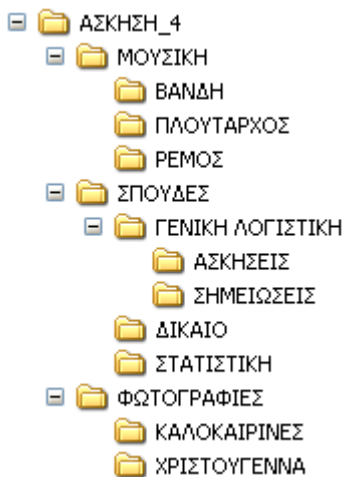 ΑΣΚΗΣΗ_4
ΜΟΥΣΙΚΗ
ΒΑΝΔΗ
ΠΛΟΥΤΑΡΧΟΣ
ΡΕΜΟΣ
ΣΠΟΥΔΕΣ
ΓΕΝΙΚΗ ΛΟΓΙΣΤΙΚΗ
ΑΣΚΗΣΕΙΣ
ΣΗΜΕΙΩΣΕΙΣ
ΔΙΚΑΙΟ
ΣΤΑΤΙΣΤΙΚΗ
ΦΩΤΟΓΡΑΦΙΕΣ
ΚΑΛΟΚΑΙΡΙΝΕΣ
ΧΡΙΣΤΟΥΓΕΝΝΑ